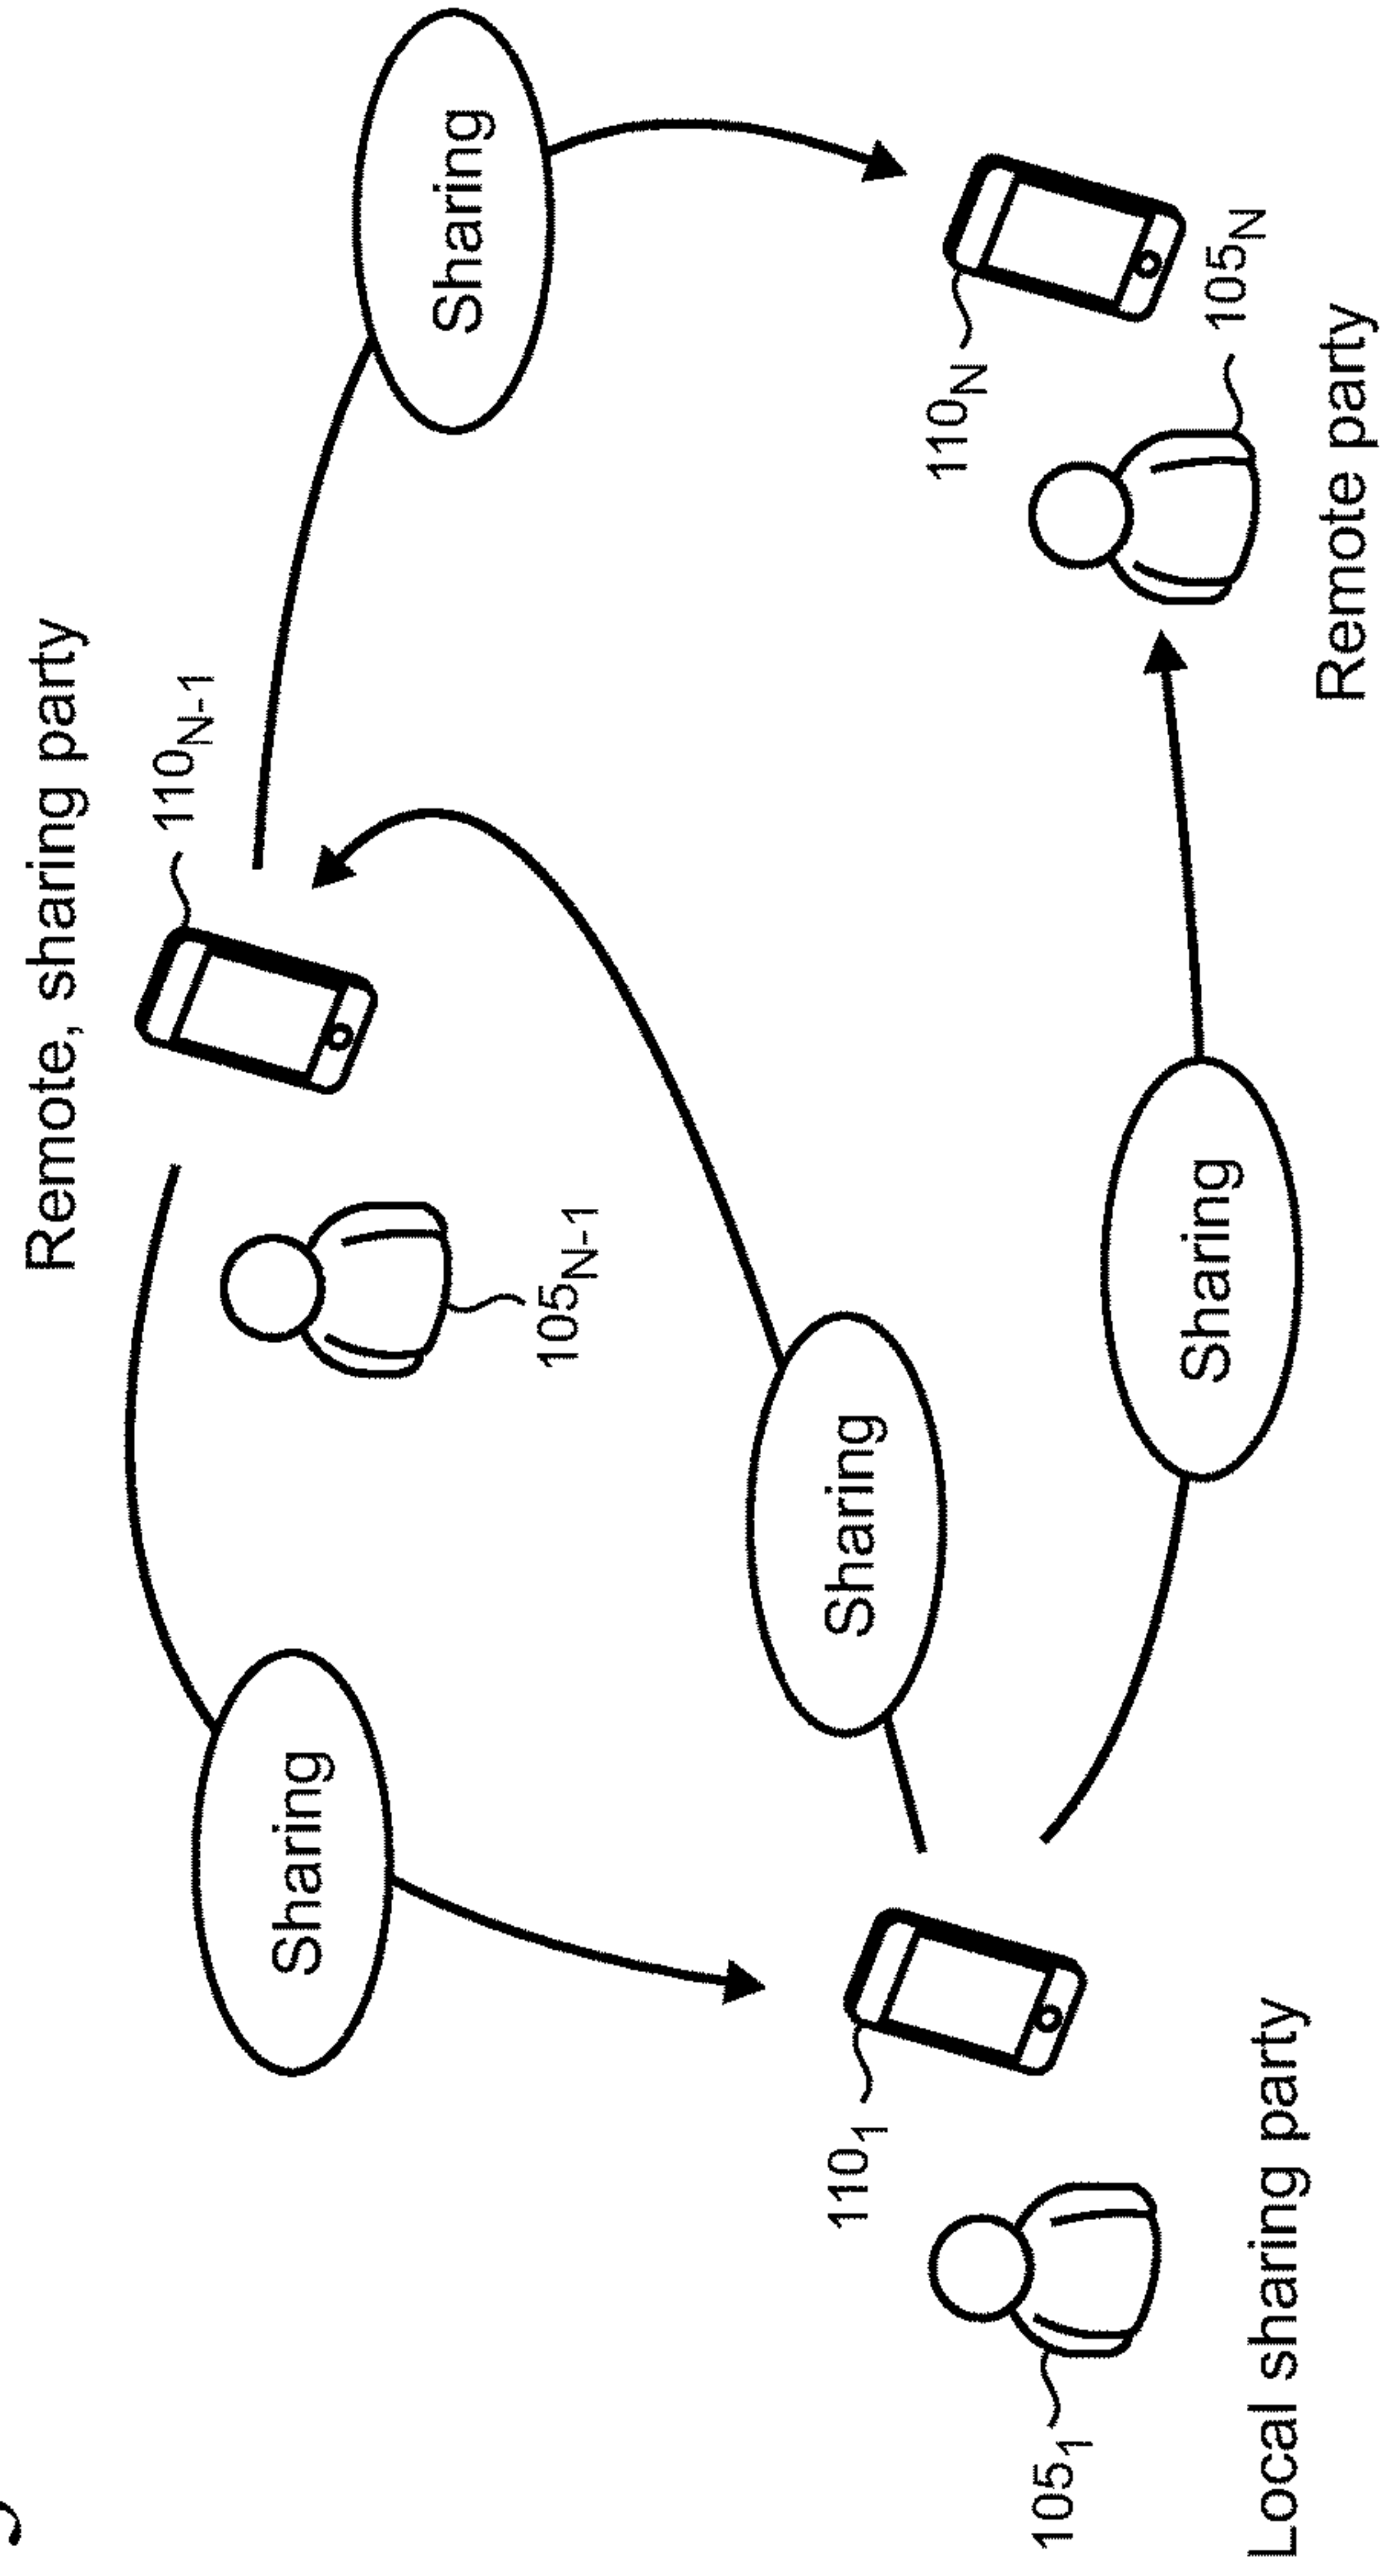 Remote, sharing party
110N-1
Sharing
Sharing
105N-1
1101
Sharing
110N
1051
Sharing
105N
Local sharing party
Remote party